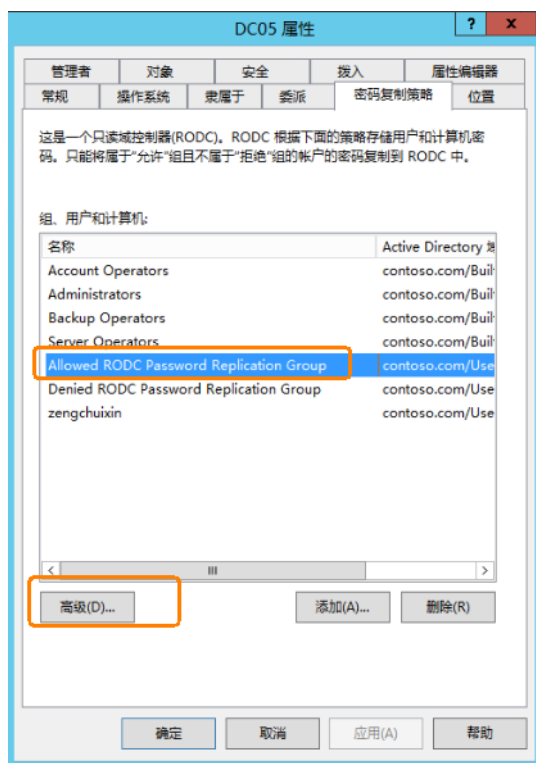 DC05 属性
? x
管理者 对象 安全 拨入 属性编辑器
常规 操作系统 隶属于 委派 密码复制策略 位置
这是一个只读域控制器(RODC)。RODC 根据下面的策略存储用户和计算机密
码。只能将属于“允许”组且不属于“拒绝”组的帐户的密码复制到 RODC 中。
组、用户和计算机:
名称 Active Directory 域
Account Operators contoso.com/Buil
Administrators contoso.com/Buil
Backup Operators contoso.com/Buil
Server Operators contoso.com/Buil
Allowed RODC Password Replication Group contoso.com/Use
Denied RODC Password Replication Group contoso.com/Use
zengchuixin contoso.com/Use
高级(D)... 添加(A)... 删除(R)
确定 取消 应用(A) 帮助